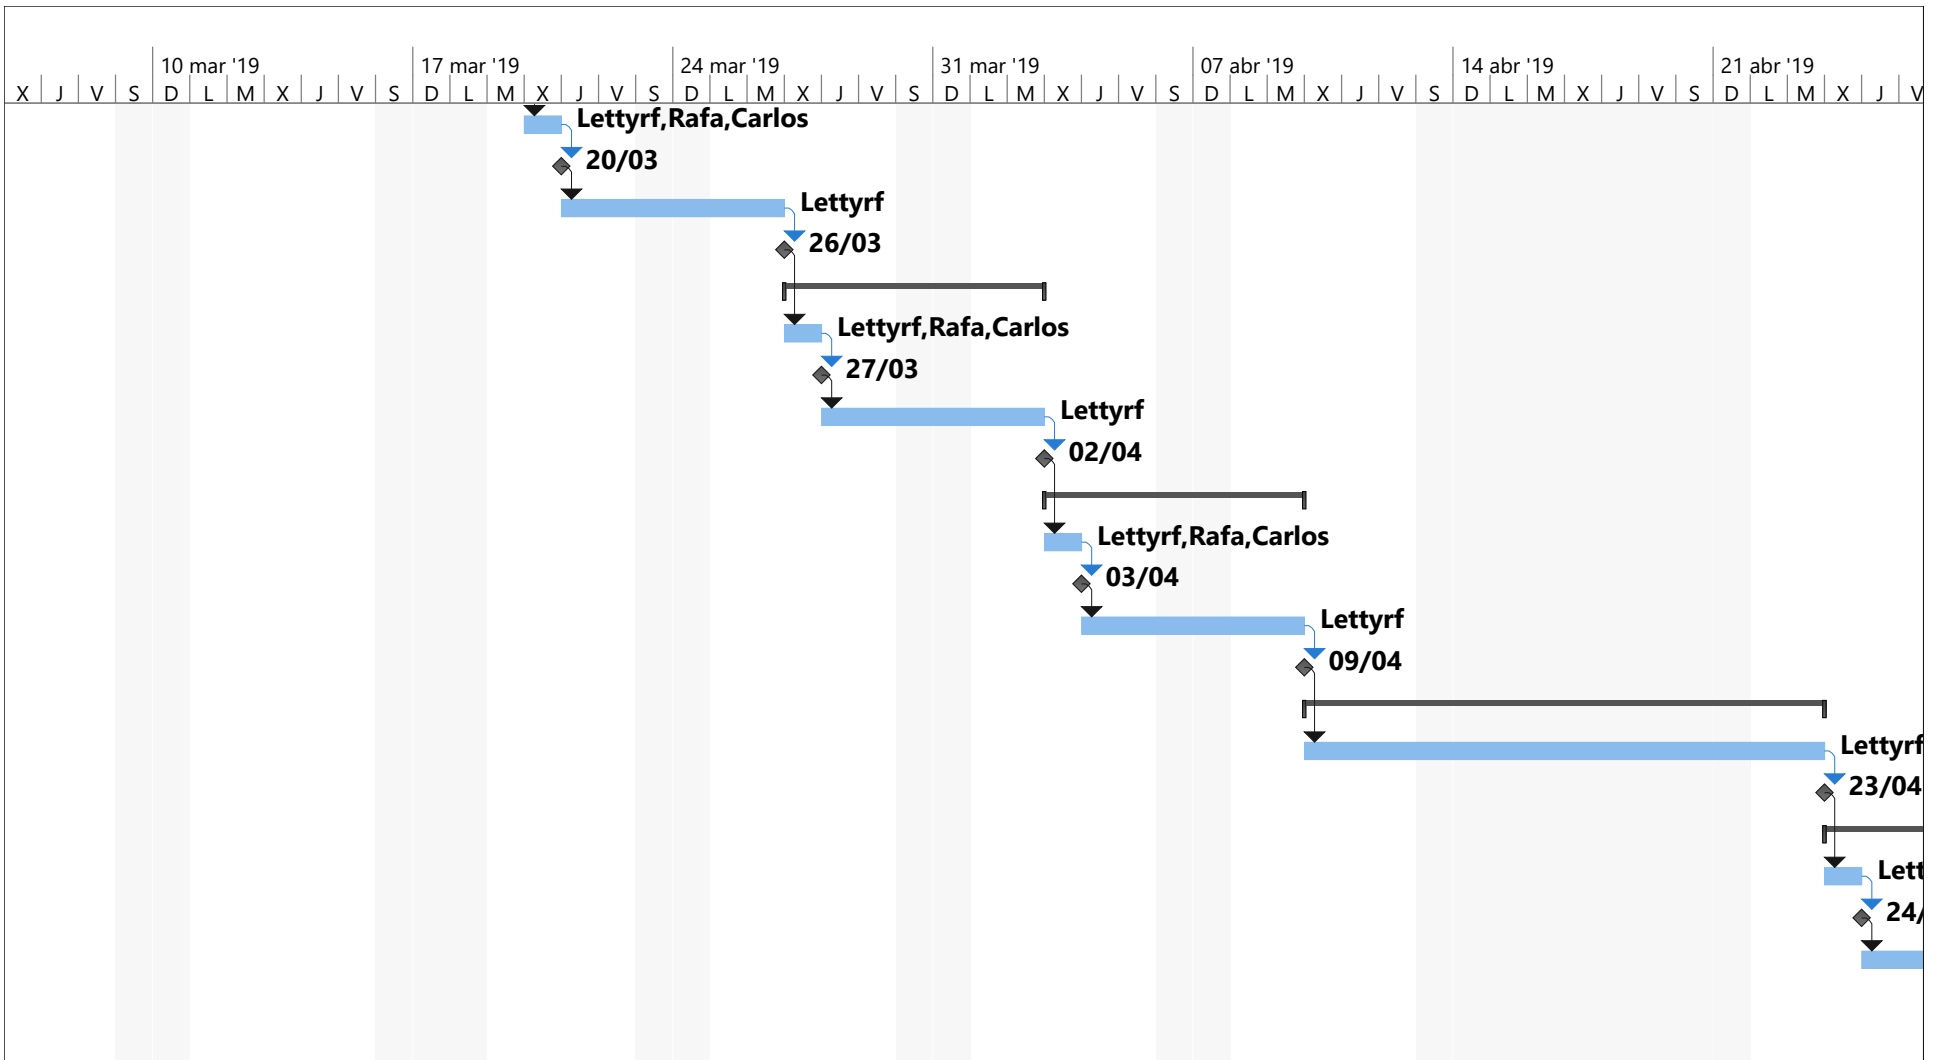 10 mar '19 17 mar '19 24 mar '19 31 mar '19 07 abr '19 14 abr '19 21 abr '19
X J V S D L M X J V S D L M X J V S D L M X J V S D L M X J V S D L M X J V S D L M X J V S D L M X J V
Lettyrf,Rafa,Carlos
20/03
Lettyrf
26/03
Lettyrf,Rafa,Carlos
27/03
Lettyrf
02/04
Lettyrf,Rafa,Carlos
03/04
Lettyrf
09/04
Lettyrf
23/04
Lett
24/